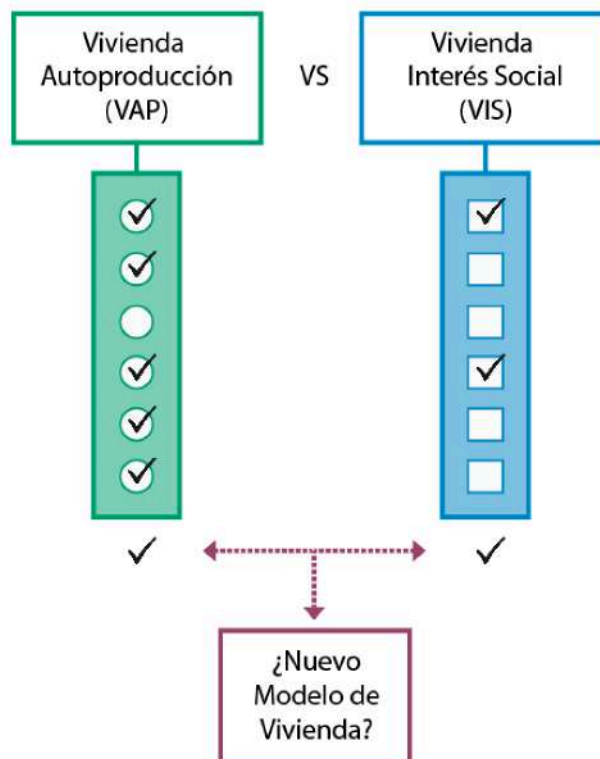 Vivienda
Autoproducción
(VAP)
VS
Vivienda
Interés Social
(VIS)
¿Nuevo
Modelo de
Vivienda?